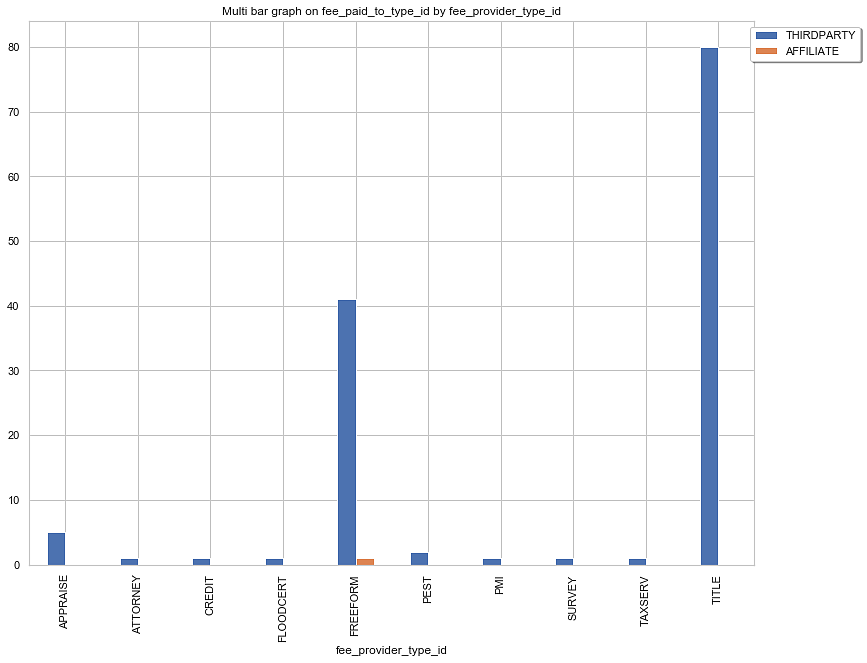 Multi bar graph on fee_paid_to_type_id by fee_provider_type_id
THIRDPARTY
AFFILIATE
80
70
60
50
40
30
20
10
0
APPRAISE
ATTORNEY
CREDIT
FLOODCERT
FREEFORM
PEST
PMI
SURVEY
TAXSERV
TITLE
fee_provider_type_id